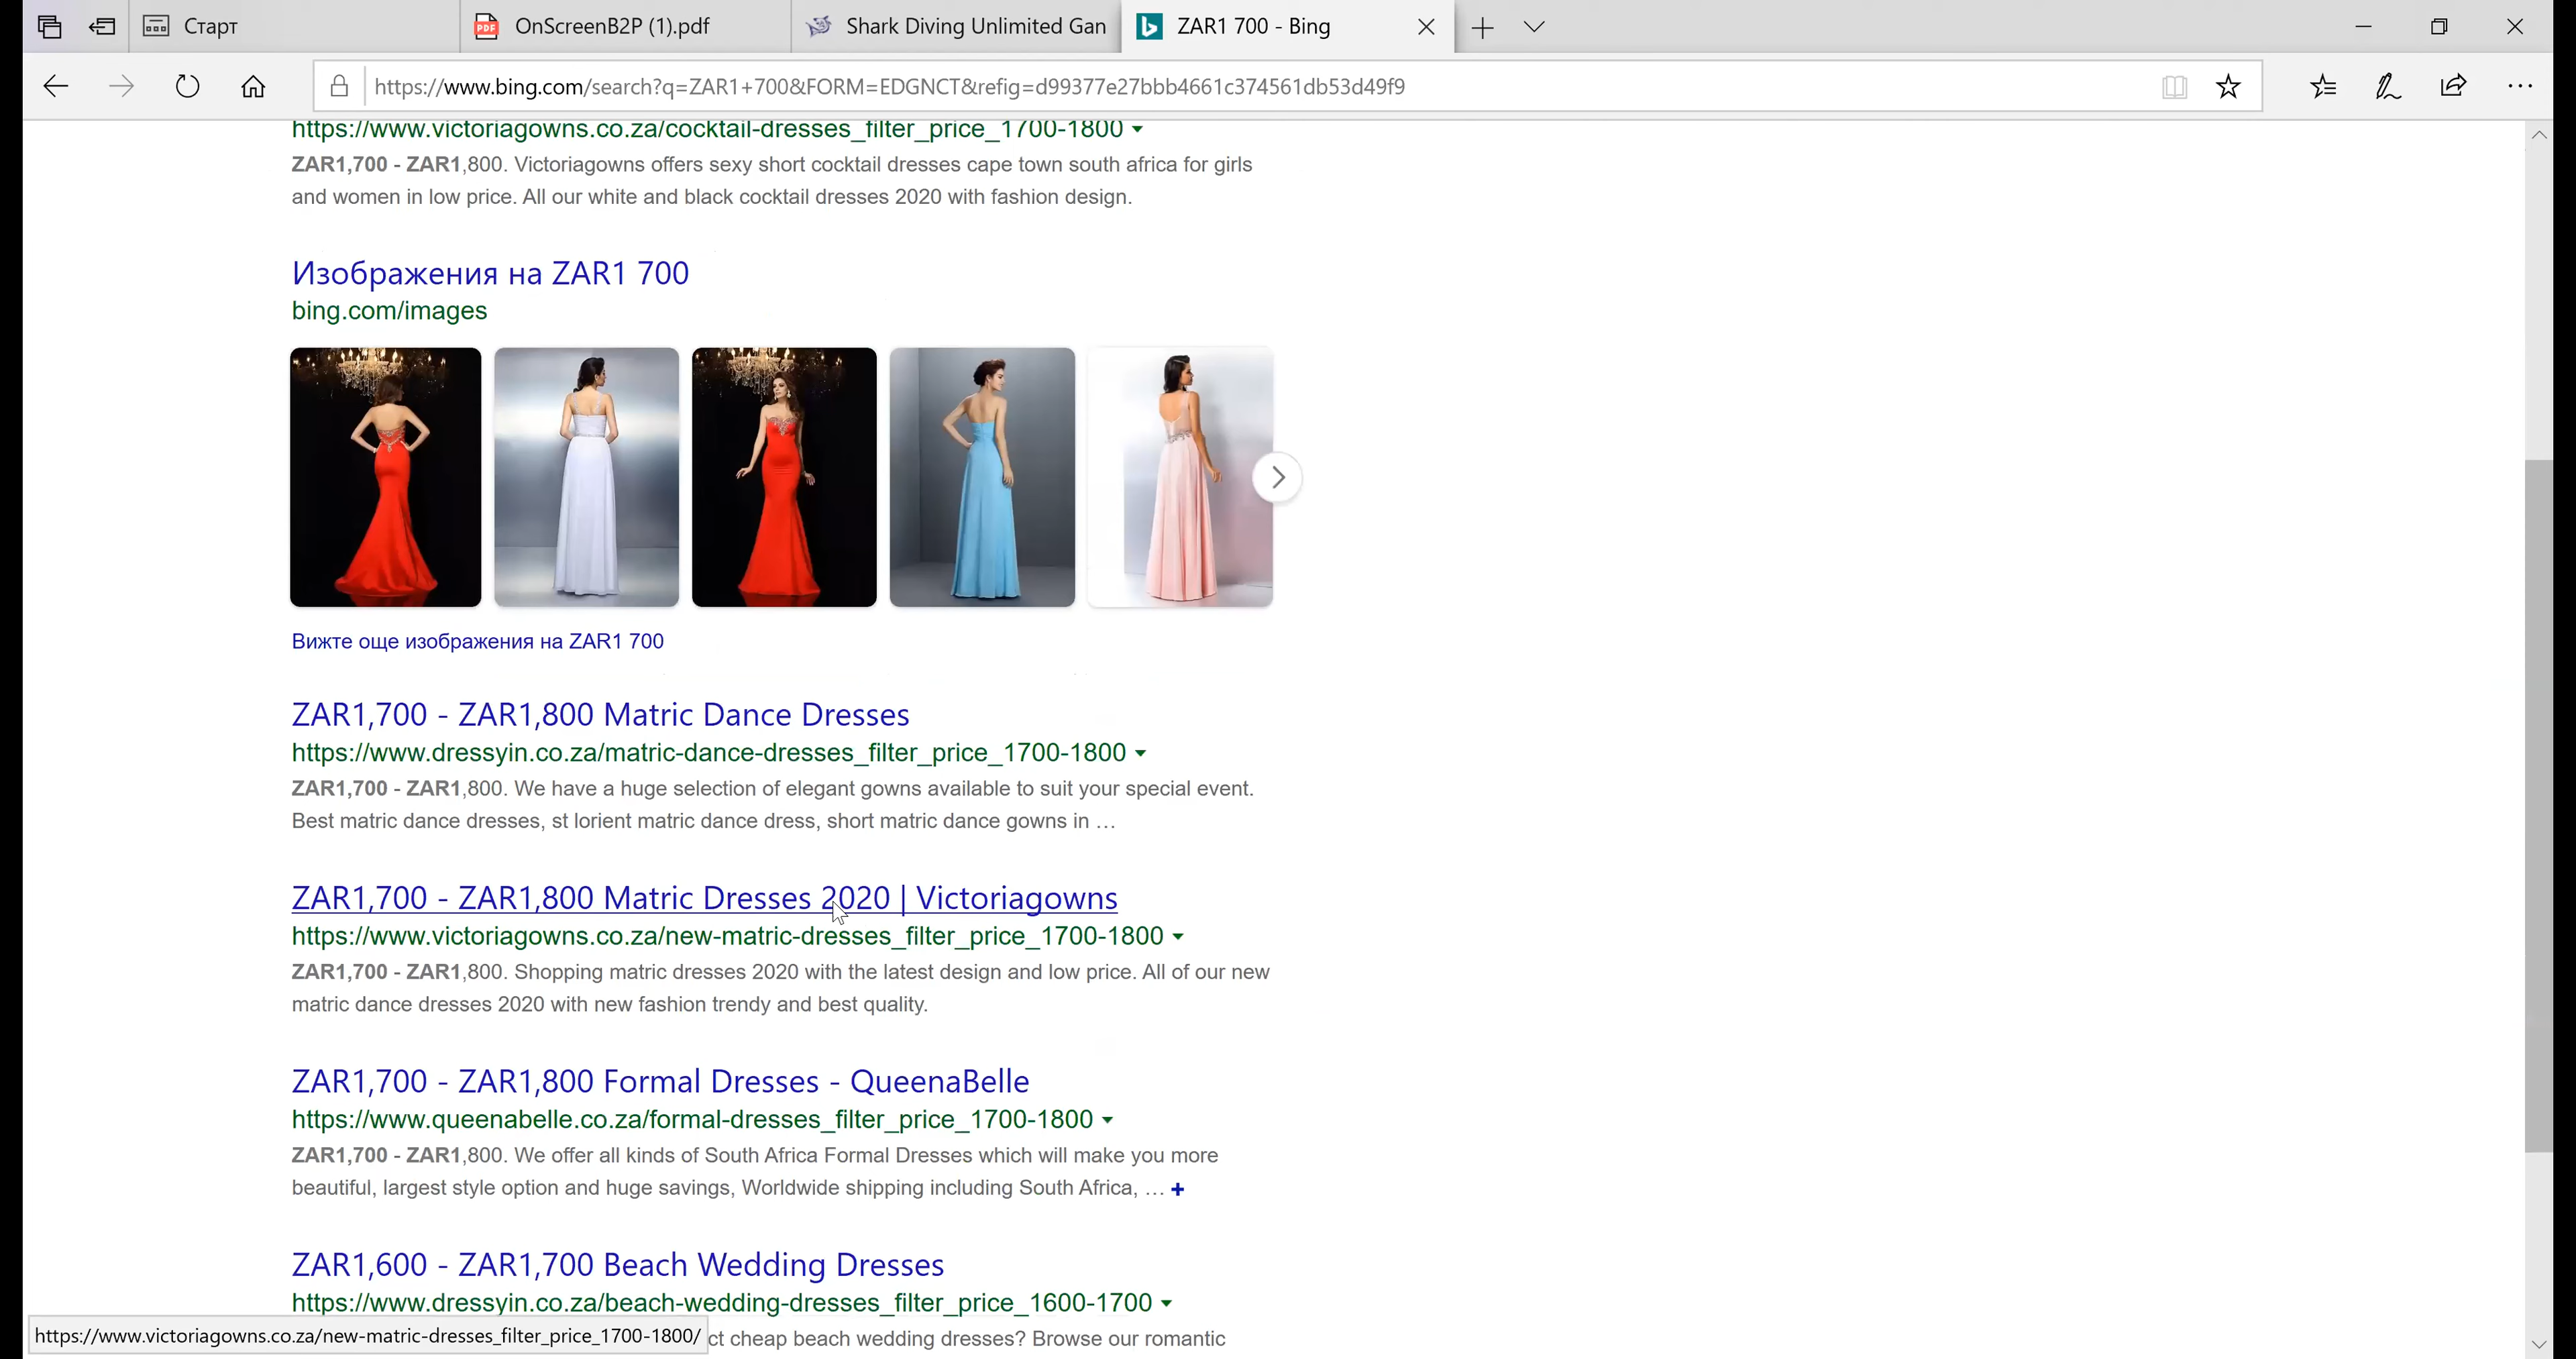 Старт
OnScreenB2P (1).pdf
Shark Diving Unlimited Gan
ZAR1 700 - Bing
https://www.bing.com/search?q=ZAR1+700&FORM=EDGNCT&refig=d99377e27bbb4661c374561db53d49f9
https://www.victoriagowns.co.za/cocktail-dresses_filter_price_1700-1800
ZAR1,700 - ZAR1,800. Victoriagowns offers sexy short cocktail dresses cape town south africa for girls
and women in low price. All our white and black cocktail dresses 2020 with fashion design.
Изображения на ZAR1 700
bing.com/images
Вижте още изображения на ZAR1 700
ZAR1,700 - ZAR1,800 Matric Dance Dresses
https://www.dressyin.co.za/matric-dance-dresses_filter_price_1700-1800
ZAR1,700 - ZAR1,800. We have a huge selection of elegant gowns available to suit your special event.
Best matric dance dresses, st lorient matric dance dress, short matric dance gowns in …
ZAR1,700 - ZAR1,800 Matric Dresses 2020 | Victoriagowns
https://www.victoriagowns.co.za/new-matric-dresses_filter_price_1700-1800
ZAR1,700 - ZAR1,800. Shopping matric dresses 2020 with the latest design and low price. All of our new
matric dance dresses 2020 with new fashion trendy and best quality.
ZAR1,700 - ZAR1,800 Formal Dresses - QueenaBelle
https://www.queenabelle.co.za/formal-dresses_filter_price_1700-1800
ZAR1,700 - ZAR1,800. We offer all kinds of South Africa Formal Dresses which will make you more
beautiful, largest style option and huge savings, Worldwide shipping including South Africa, … +
ZAR1,600 - ZAR1,700 Beach Wedding Dresses
https://www.dressyin.co.za/beach-wedding-dresses_filter_price_1600-1700
https://www.victoriagowns.co.za/new-matric-dresses_filter_price_1700-1800/
ct cheap beach wedding dresses? Browse our romantic